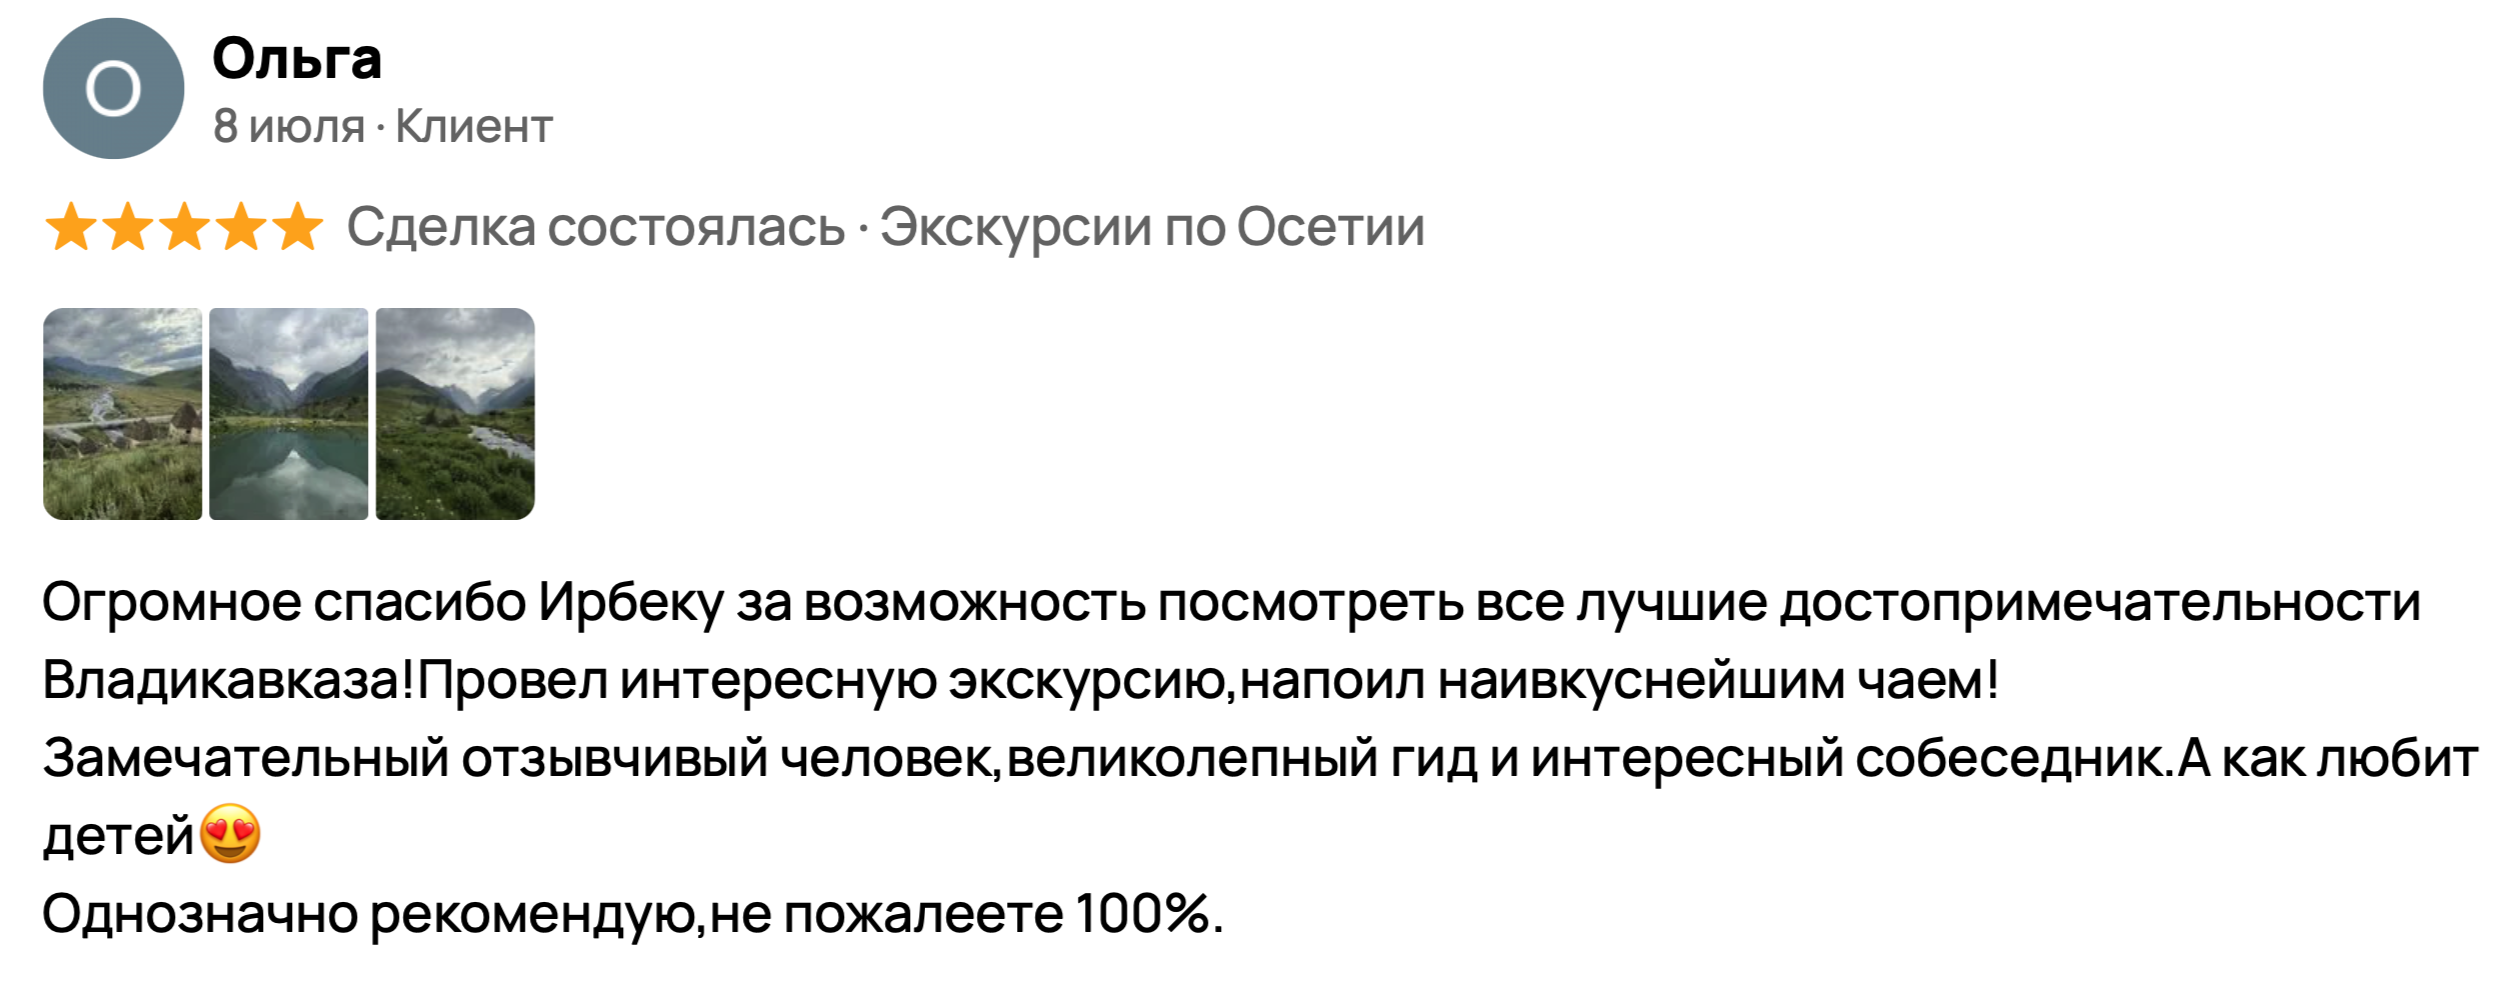 О
Ольга
8 июля · Клиент
Сделка состоялась · Экскурсии по Осетии
Огромное спасибо Ирбеку за возможность посмотреть все лучшие достопримечательности
Владикавказа!Провел интересную экскурсию,напоил наивкуснейшим чаем!
Замечательный отзывчивый человек,великолепный гид и интересный собеседник.А как любит
детей😍
Однозначно рекомендую,не пожалеете 100%.